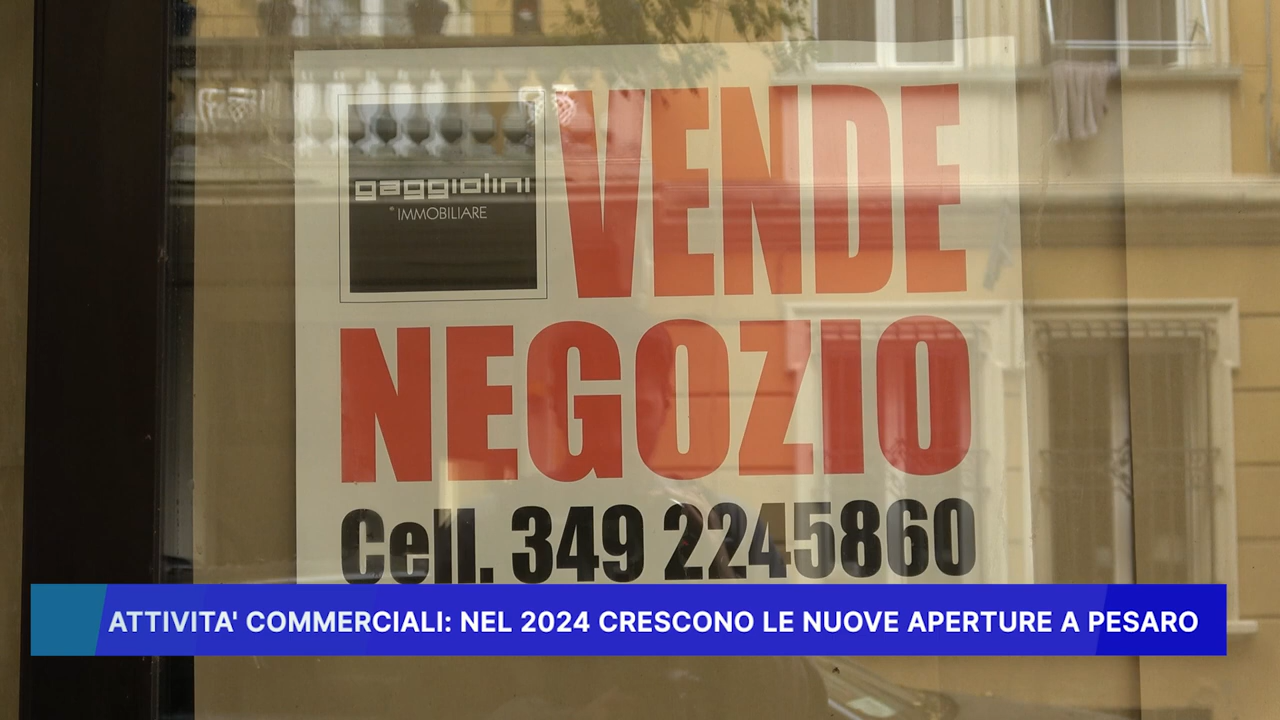 gaggiolini
® IMMOBILIARE
VENDE
NEGOZIO
Cell. 349 2245860
ATTIVITA' COMMERCIALI: NEL 2024 CRESCONO LE NUOVE APERTURE A PESARO